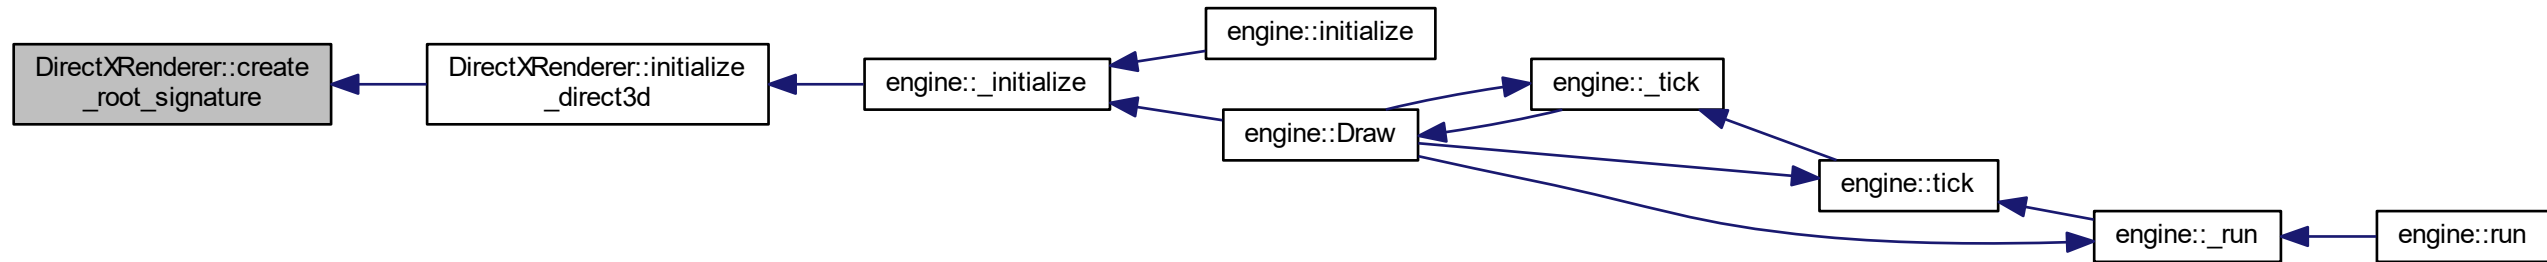 DirectXRenderer::create
_root_signature
DirectXRenderer::initialize
_direct3d
engine::_initialize
engine::initialize
engine::Draw
engine::_tick
engine::tick
engine::_run
engine::run